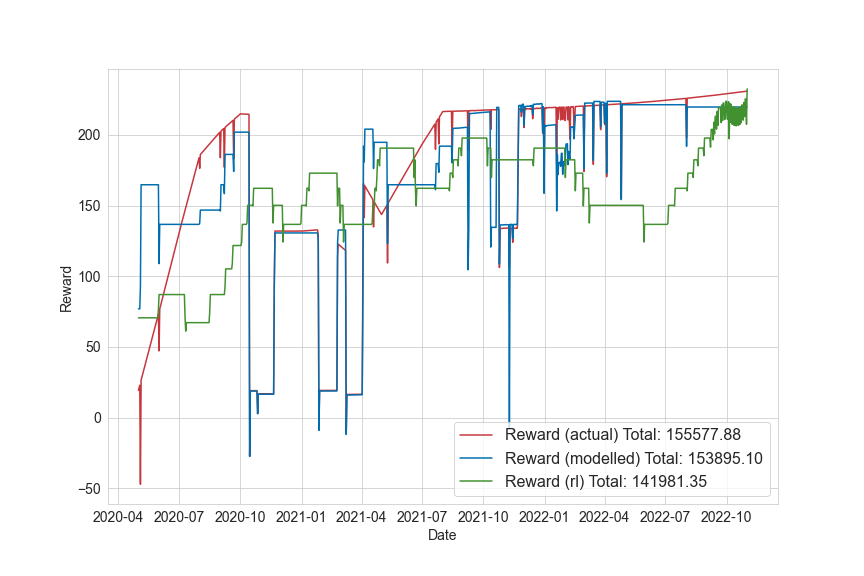 200
150
100
50
0
−50
Reward
Reward (actual) Total: 155577.88
Reward (modelled) Total: 153895.10
Reward (rl) Total: 141981.35
2020-04 2020-07 2020-10 2021-01 2021-04 2021-07 2021-10 2022-01 2022-04 2022-07 2022-10
Date